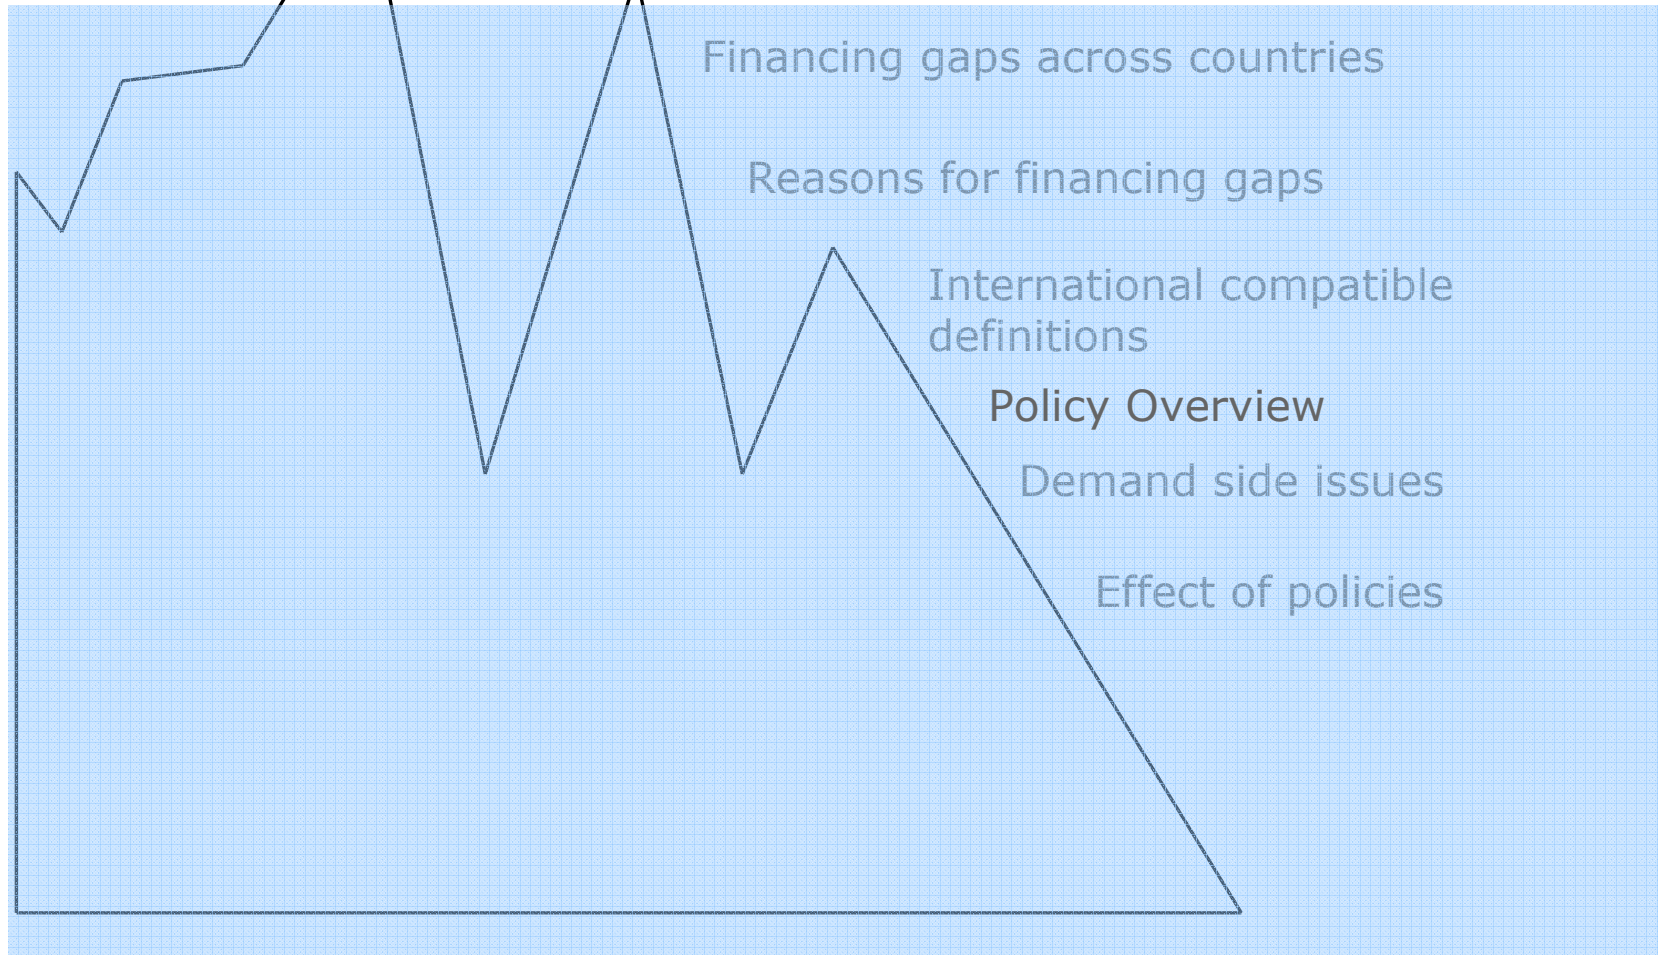 Financing gaps across countries
Reasons for financing gaps
International compatible
definitions
Policy Overview
Demand side issues
Effect of policies